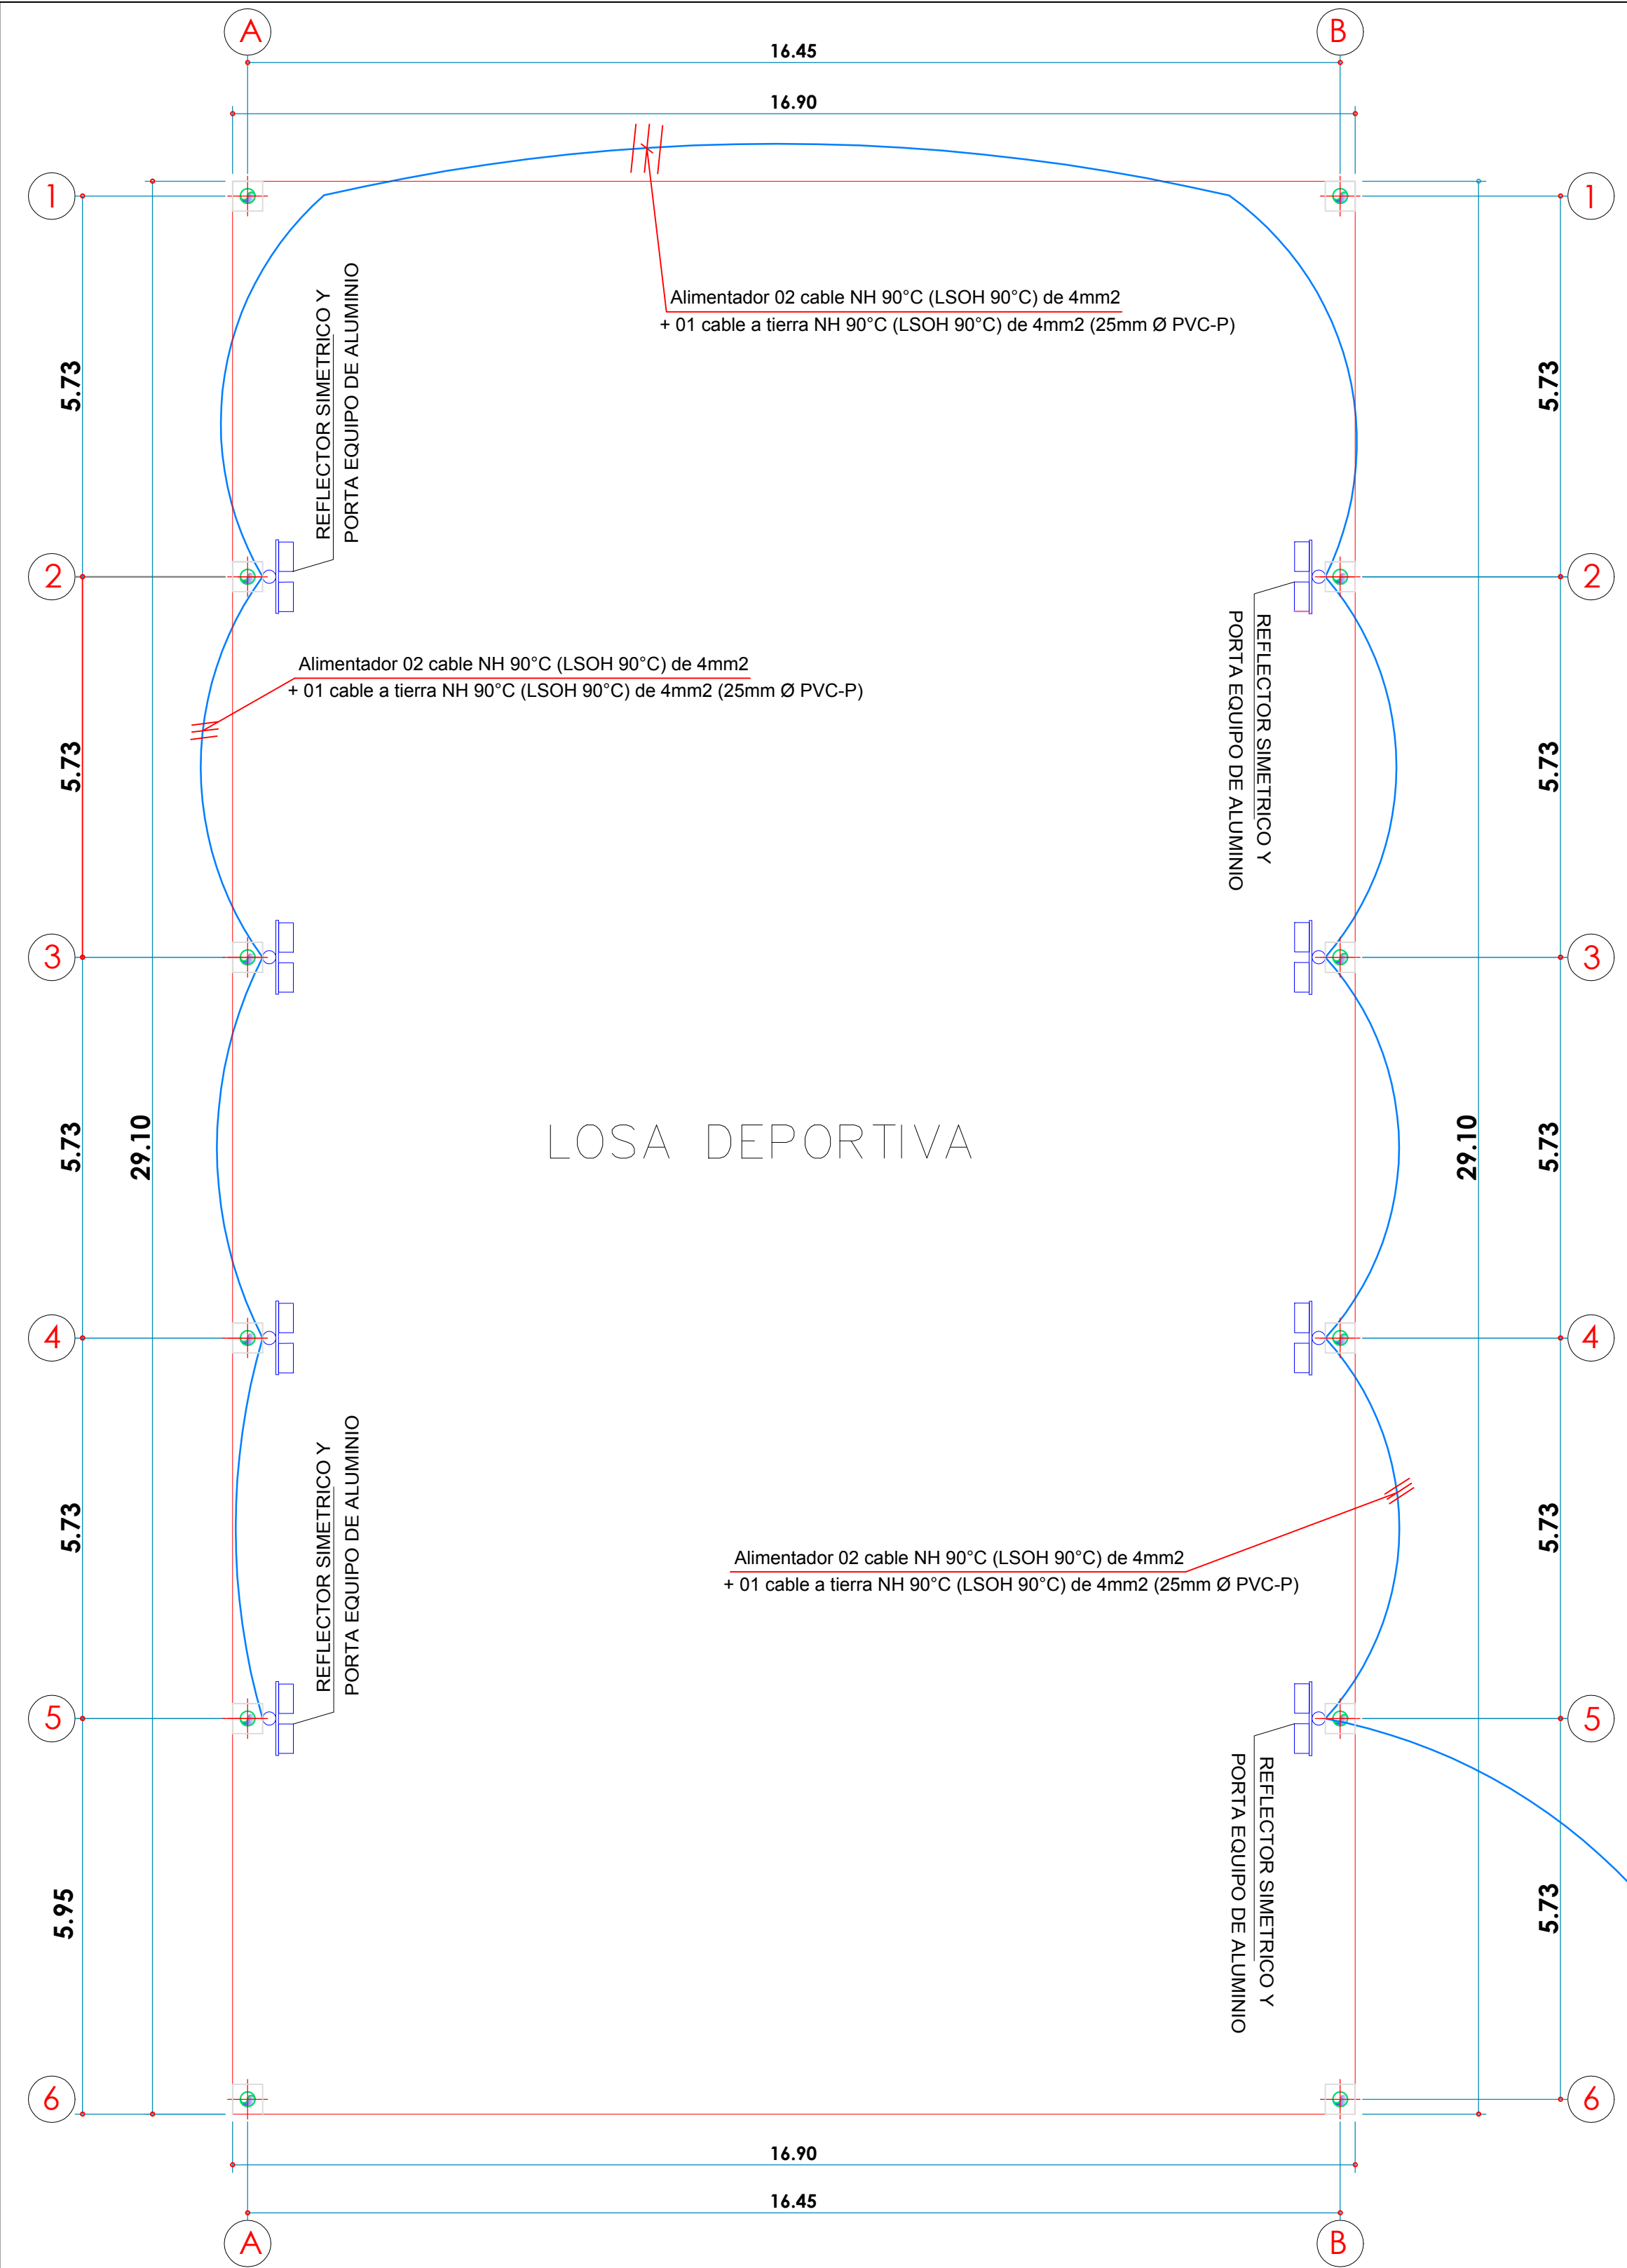 A
B
16.45
16.90
1
1
Alimentador 02 cable NH 90°C (LSOH 90°C) de 4mm2
+ 01 cable a tierra NH 90°C (LSOH 90°C) de 4mm2 (25mm Ø PVC-P)
REFLECTOR SIMETRICO Y
PORTA EQUIPO DE ALUMINIO
5.73
5.73
2
2
REFLECTOR SIMETRICO Y
PORTA EQUIPO DE ALUMINIO
Alimentador 02 cable NH 90°C (LSOH 90°C) de 4mm2
+ 01 cable a tierra NH 90°C (LSOH 90°C) de 4mm2 (25mm Ø PVC-P)
5.73
5.73
3
3
5.73
29.10
LOSA DEPORTIVA
29.10
5.73
4
4
REFLECTOR SIMETRICO Y
PORTA EQUIPO DE ALUMINIO
5.73
5.73
Alimentador 02 cable NH 90°C (LSOH 90°C) de 4mm2
+ 01 cable a tierra NH 90°C (LSOH 90°C) de 4mm2 (25mm Ø PVC-P)
5
5
REFLECTOR SIMETRICO Y
PORTA EQUIPO DE ALUMINIO
5.95
5.73
6
6
16.90
16.45
A
B